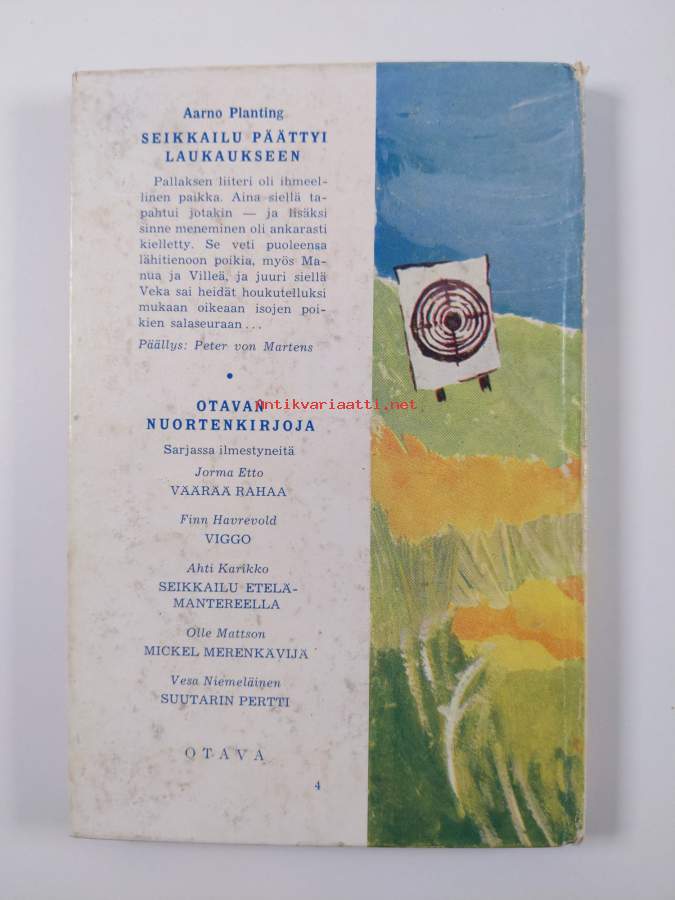 Aarno Planting
SEIKKAILU PÄÄTTYI
LAUKAUKSEEN
Pallaksen liiteri oli ihmeel-
linen paikka. Aina siellä ta-
pahtui jotakin — ja lisäksi
sinne meneminen oli ankarasti
kielletty. Se veti puoleensa
lähitienoon poikia, myös Ma-
nua ja Villeä, ja juuri siellä
Veka sai heidät houkutelluksi
mukaan oikeaan isojen poi-
kien salaseuraan...
Päällys: Peter von Martens
•
OTAVAN
Antikvariaatti.net
NUORTENKIRJOJA
Sarjassa ilmestyneitä
Jorma Etto
VÄÄRÄÄ RAHAA
Finn Havrevold
VIGGO
Ahti Karikko
SEIKKAILU ETELÄ-
MANTEREELLA
Olle Mattson
MICKEL MERENKÄVIJÄ
Vesa Niemeläinen
SUUTARIN PERTTI
OTAVA
4